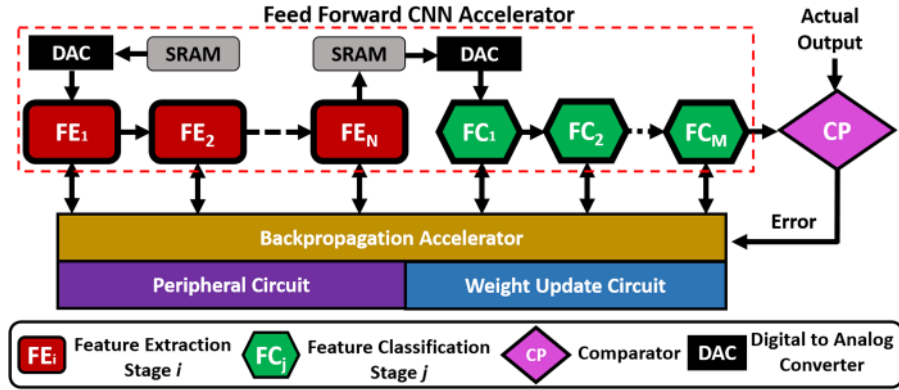 Feed Forward CNN Accelerator
Actual
Output
DAC
SRAM
SRAM
DAC
FE1
FE2
FEN
FC1
FC2
FCM
CP
Error
Backpropagation Accelerator
Peripheral Circuit
Weight Update Circuit
FEi
Feature Extraction
Stage i
FCj
Feature Classification
Stage j
CP
Comparator
DAC
Digital to Analog
Converter